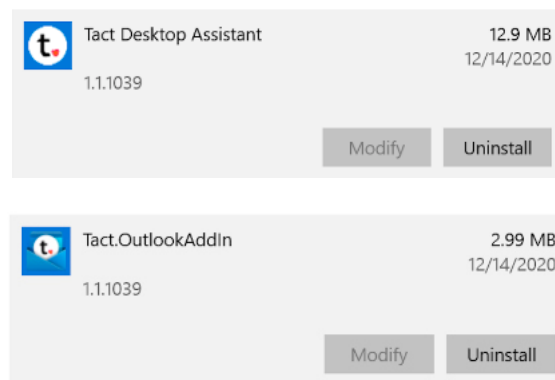 t.
Tact Desktop Assistant
12.9 MB
12/14/2020
1.1.1039
Modify
Uninstall
t.
Tact.OutlookAddIn
2.99 MB
12/14/2020
1.1.1039
Modify
Uninstall